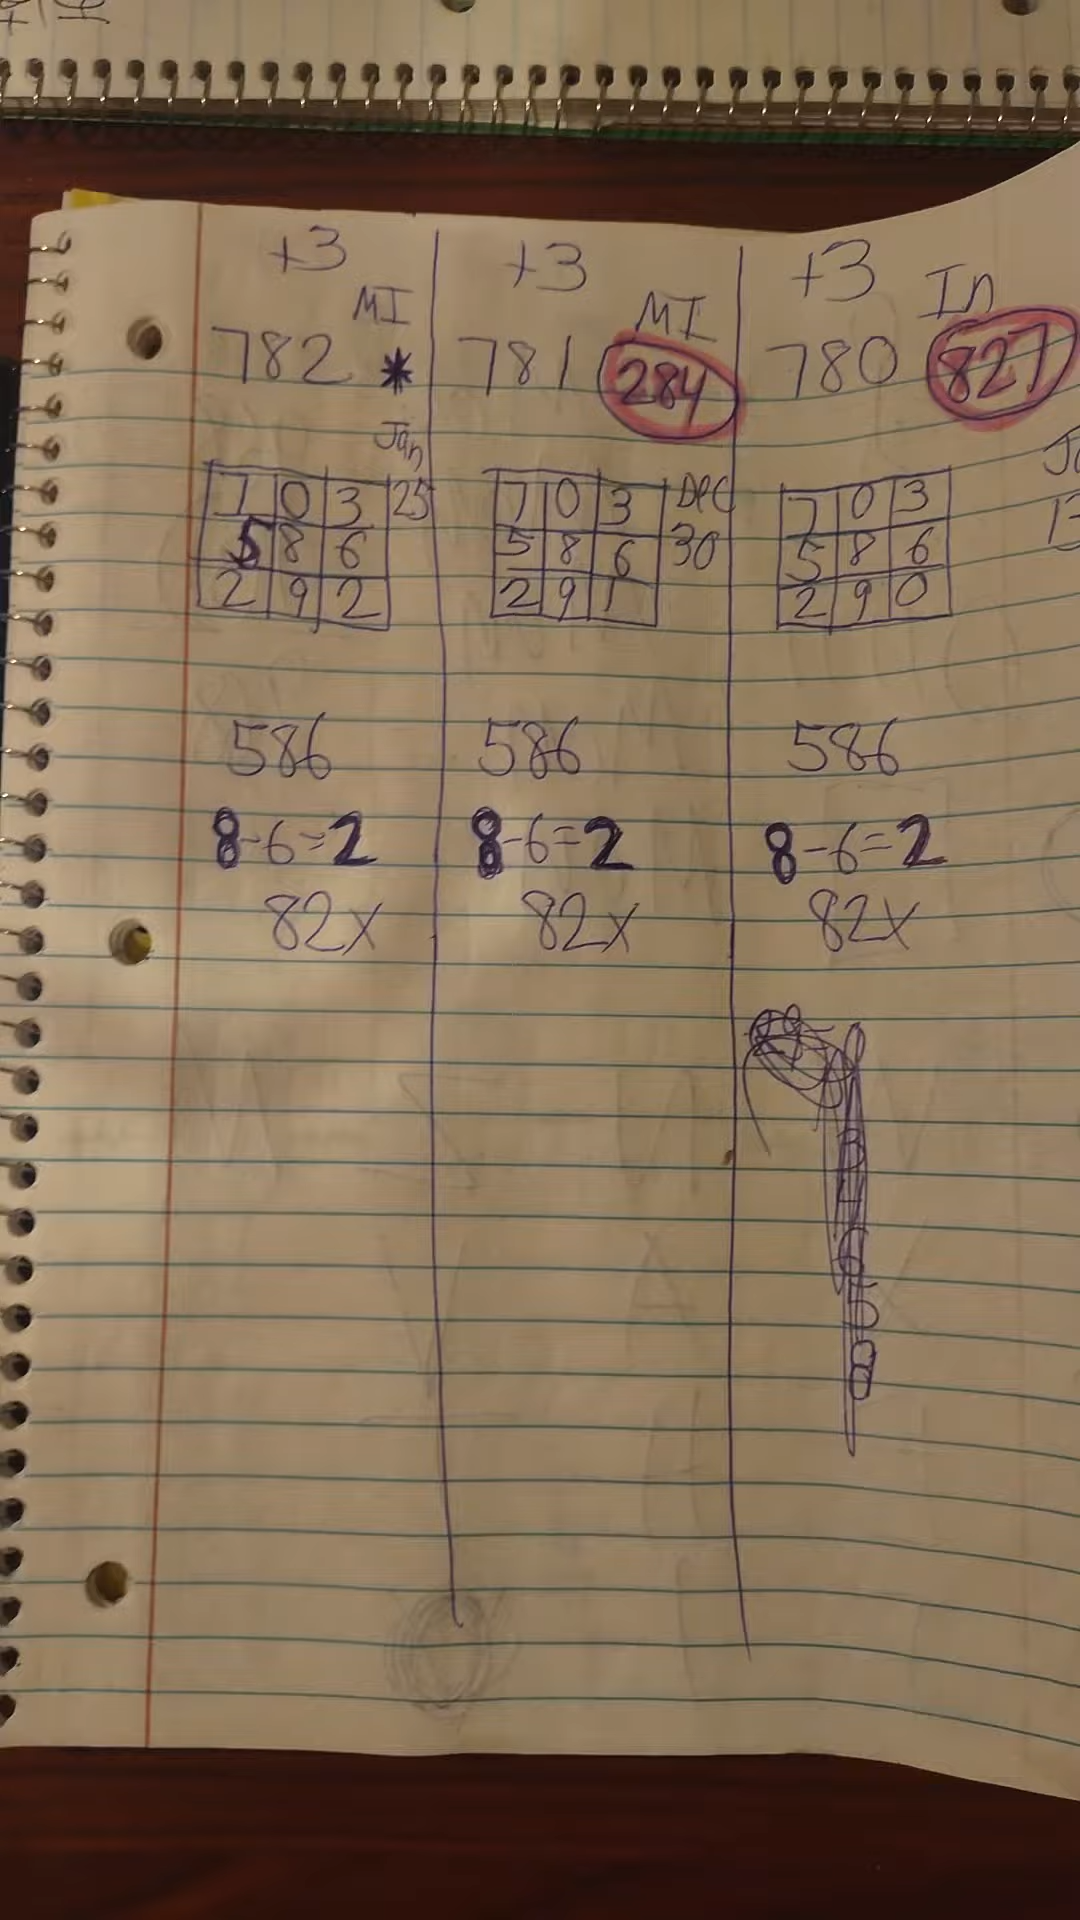 +3
MI
782 *
Jan
7 0 3 25
5 8 6
2 9 2
586
8-6=2
82x
+3
MI
781 284
7 0 3 DEC
5 8 6 30
2 9 1
586
8-6=2
82x
+3 In
780 827
7 0 3
5 8 6
2 9 0
586
8-6=2
82x
13